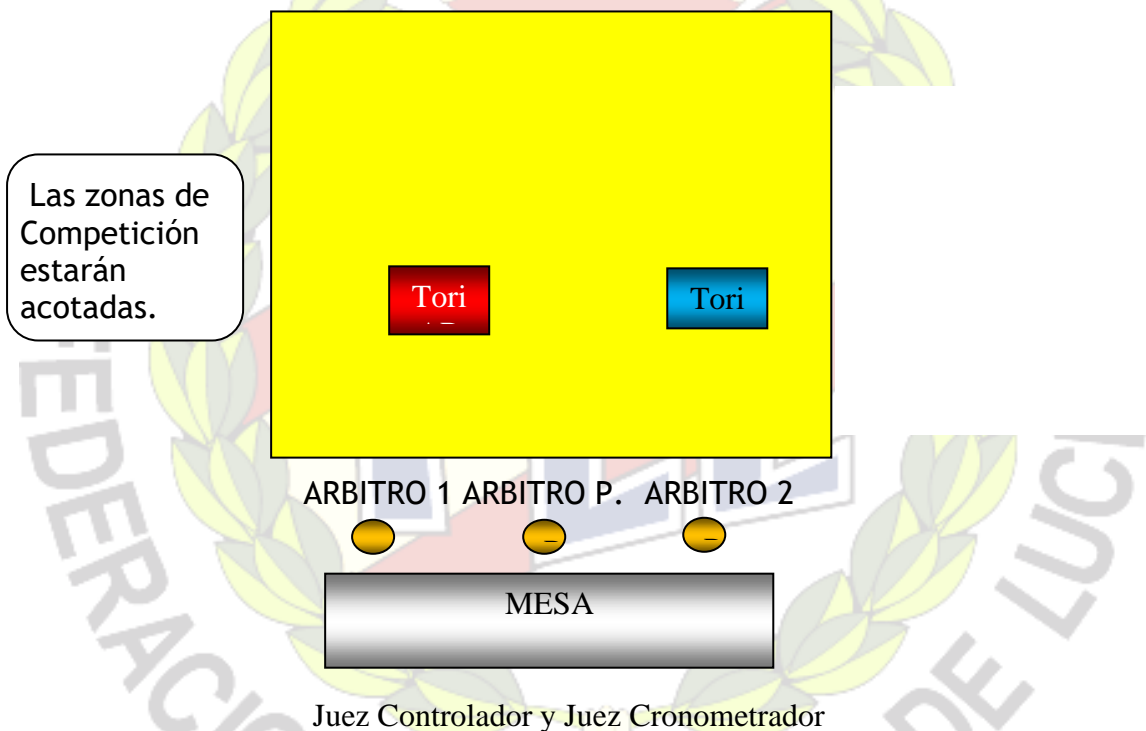 Las zonas de
Competición
estarán
acotadas.
Tori
Tori
ARBITRO 1 ARBITRO P. ARBITRO 2
MESA
Juez Controlador y Juez Cronometrador